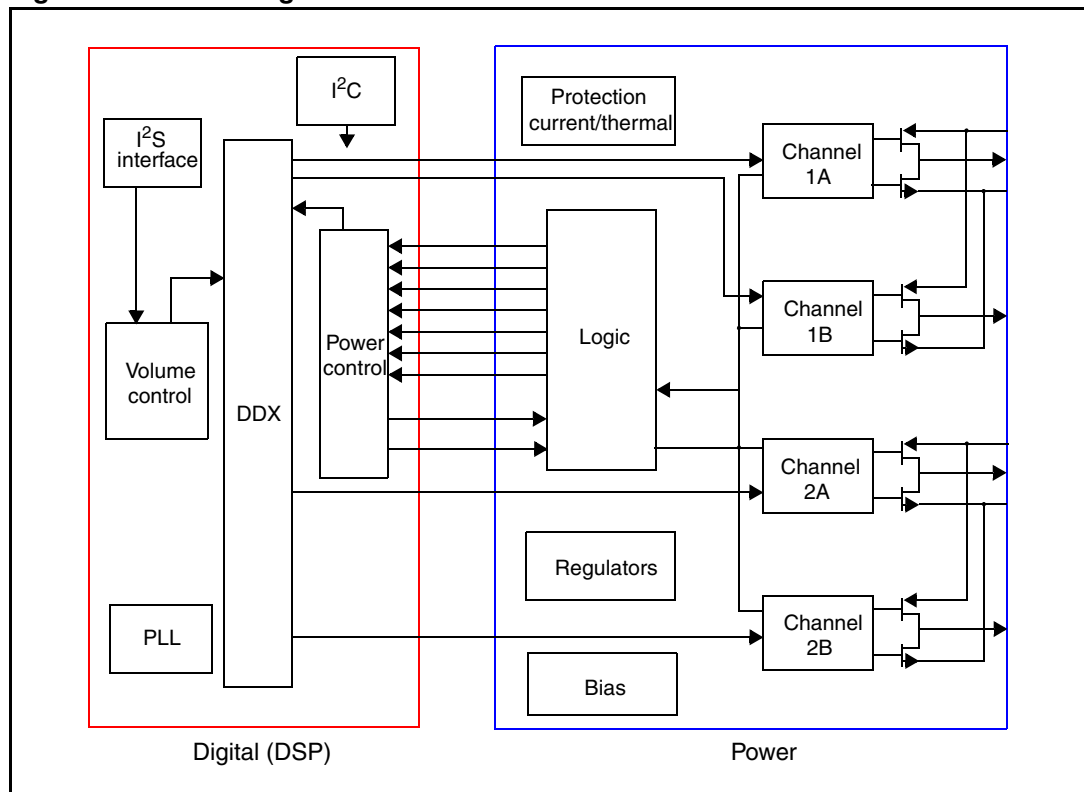 I²C
Protection
current/thermal
I²S
interface
Channel
1A
Channel
1B
Logic
Power
control
Volume
control
DDX
Channel
2A
Regulators
Channel
2B
PLL
Bias
Digital (DSP)
Power